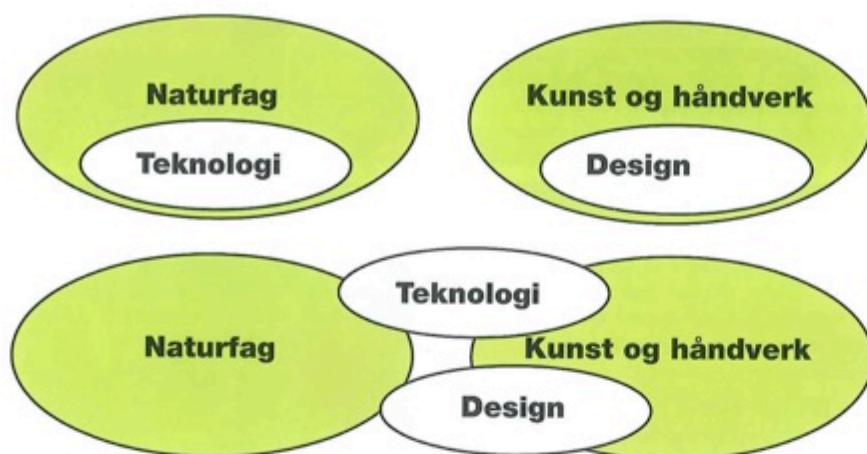 Naturfag
Teknologi
Kunst og håndverk
Design
Teknologi
Naturfag
Kunst og håndverk
Design